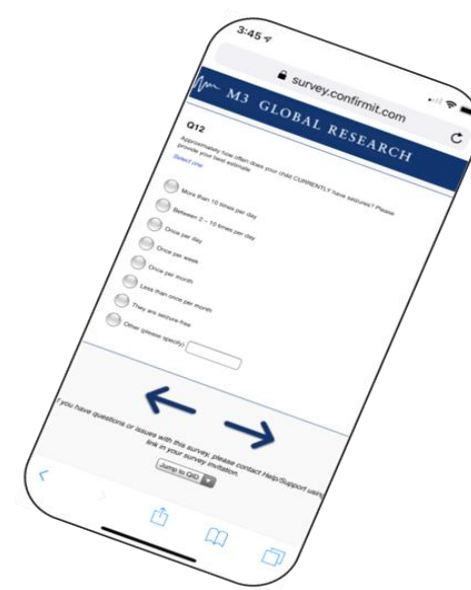 3:45
survey.confirmit.com
M3 GLOBAL RESEARCH
Q12
Approximately how often does your child CURRENTLY have seizures? Please
provide your best estimate
Select one
More than 10 times per day
Between 2 – 10 times per day
Once per day
Once per week
Once per month
Less than once per month
They are seizure-free
Other (please specify)
f you have questions or issues with this survey, please contact Help/Support using
link in your survey invitation.
Jump to QID